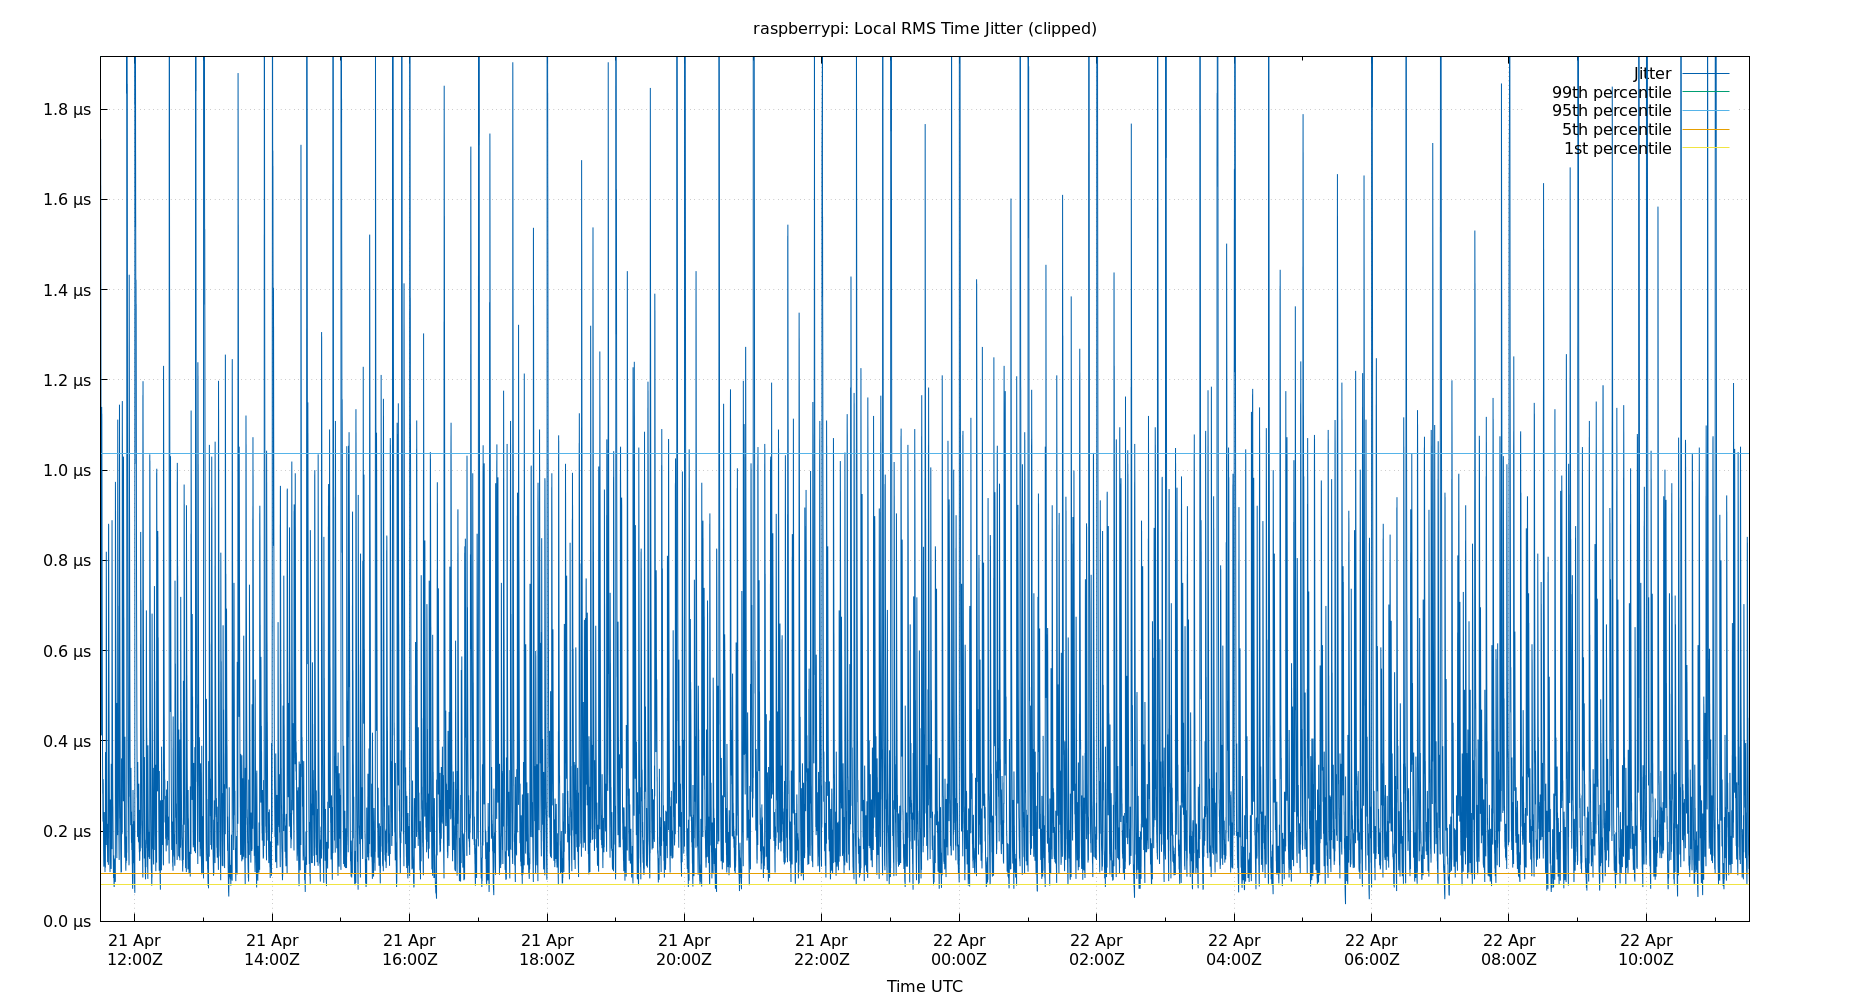 raspberrypi: Local RMS Time Jitter (clipped)
Jitter
99th percentile
95th percentile
5th percentile
1st percentile
1.8 μs
1.6 μs
1.4 μs
1.2 μs
1.0 μs
0.8 μs
0.6 μs
0.4 μs
0.2 μs
0.0 μs
21 Apr 21 Apr 21 Apr 21 Apr 21 Apr 21 Apr 22 Apr 22 Apr 22 Apr 22 Apr 22 Apr 22 Apr
12:00Z 14:00Z 16:00Z 18:00Z 20:00Z 22:00Z 00:00Z 02:00Z 04:00Z 06:00Z 08:00Z 10:00Z
Time UTC